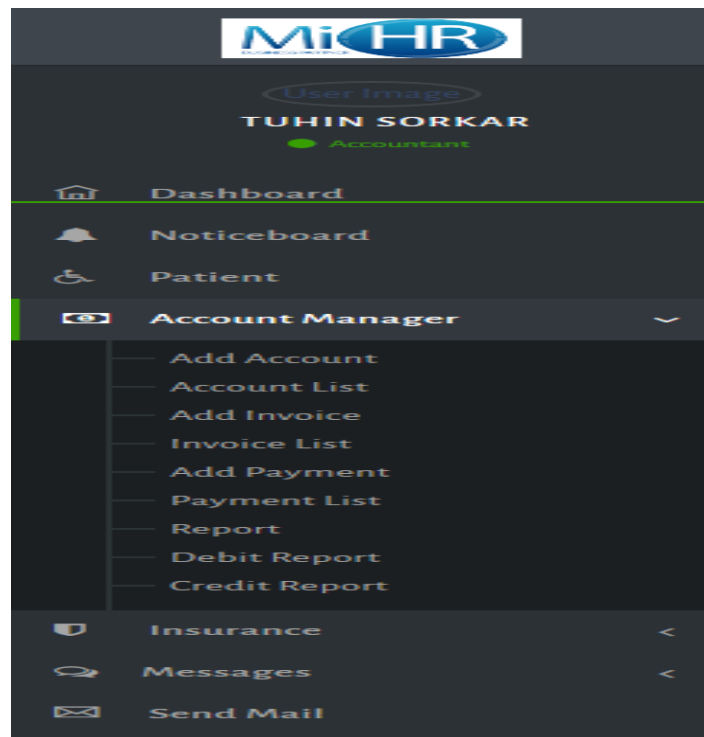 MicHR
User Image
TUHIN SORKAR
Accountant
Dashboard
Noticeboard
Patient
Account Manager
Add Account
Account List
Add Invoice
Invoice List
Add Payment
Payment List
Report
Debit Report
Credit Report
Insurance
Messages
Send Mail